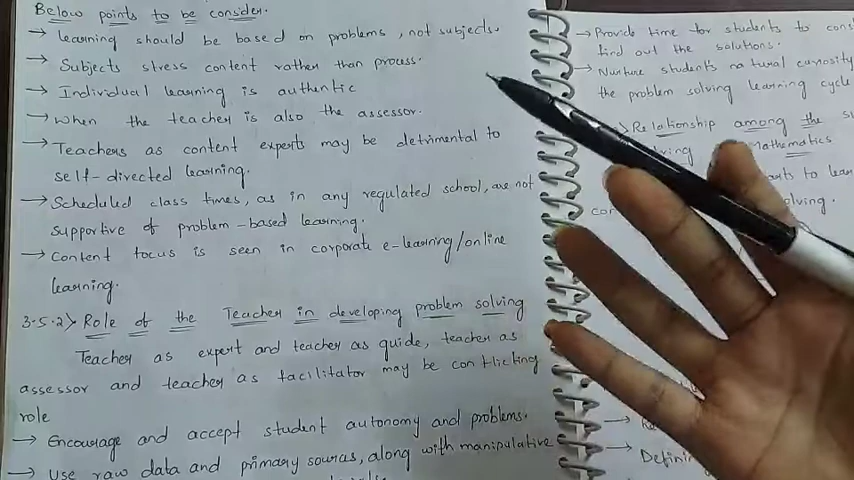 Below points to be consider.
→ Learning should be based on problems, not subjects.
→ Subjects stress content rather than process.
→ Individual learning is authentic
→ When the teacher is also the assessor.
→ Teachers as content experts may be detrimental to
self-directed learning.
→ Scheduled class times, as in any regulated school, are not
supportive of problem-based learning.
→ Content focus is seen in corporate e-learning/online
learning.
3.5.2> Role of the Teacher in developing problem solving
Teacher as expert and teacher as guide, teacher as
assessor and teacher as facilitator may be conflicking
role
→ Encourage and accept student autonomy and problems.
→ Use raw data and primary souras, along with manipulative
→ Provide time for students to
find out the solutions.
→ Nurture students natural curiosity
the problem solving learning cycle
> Relationship among the
Mathematics
to
solving.
→
→ Defin